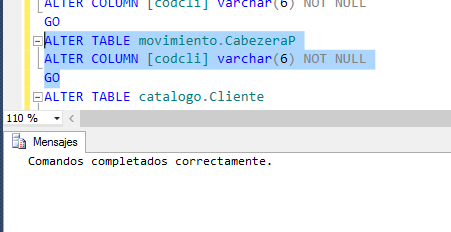 ALTER COLUMN [codcli] varchar(6) NOT NULL
GO
ALTER TABLE movimiento.CabezeraP
ALTER COLUMN [codcli] varchar(6) NOT NULL
GO
ALTER TABLE catalogo.Cliente
110 %
Mensajes
Comandos completados correctamente.